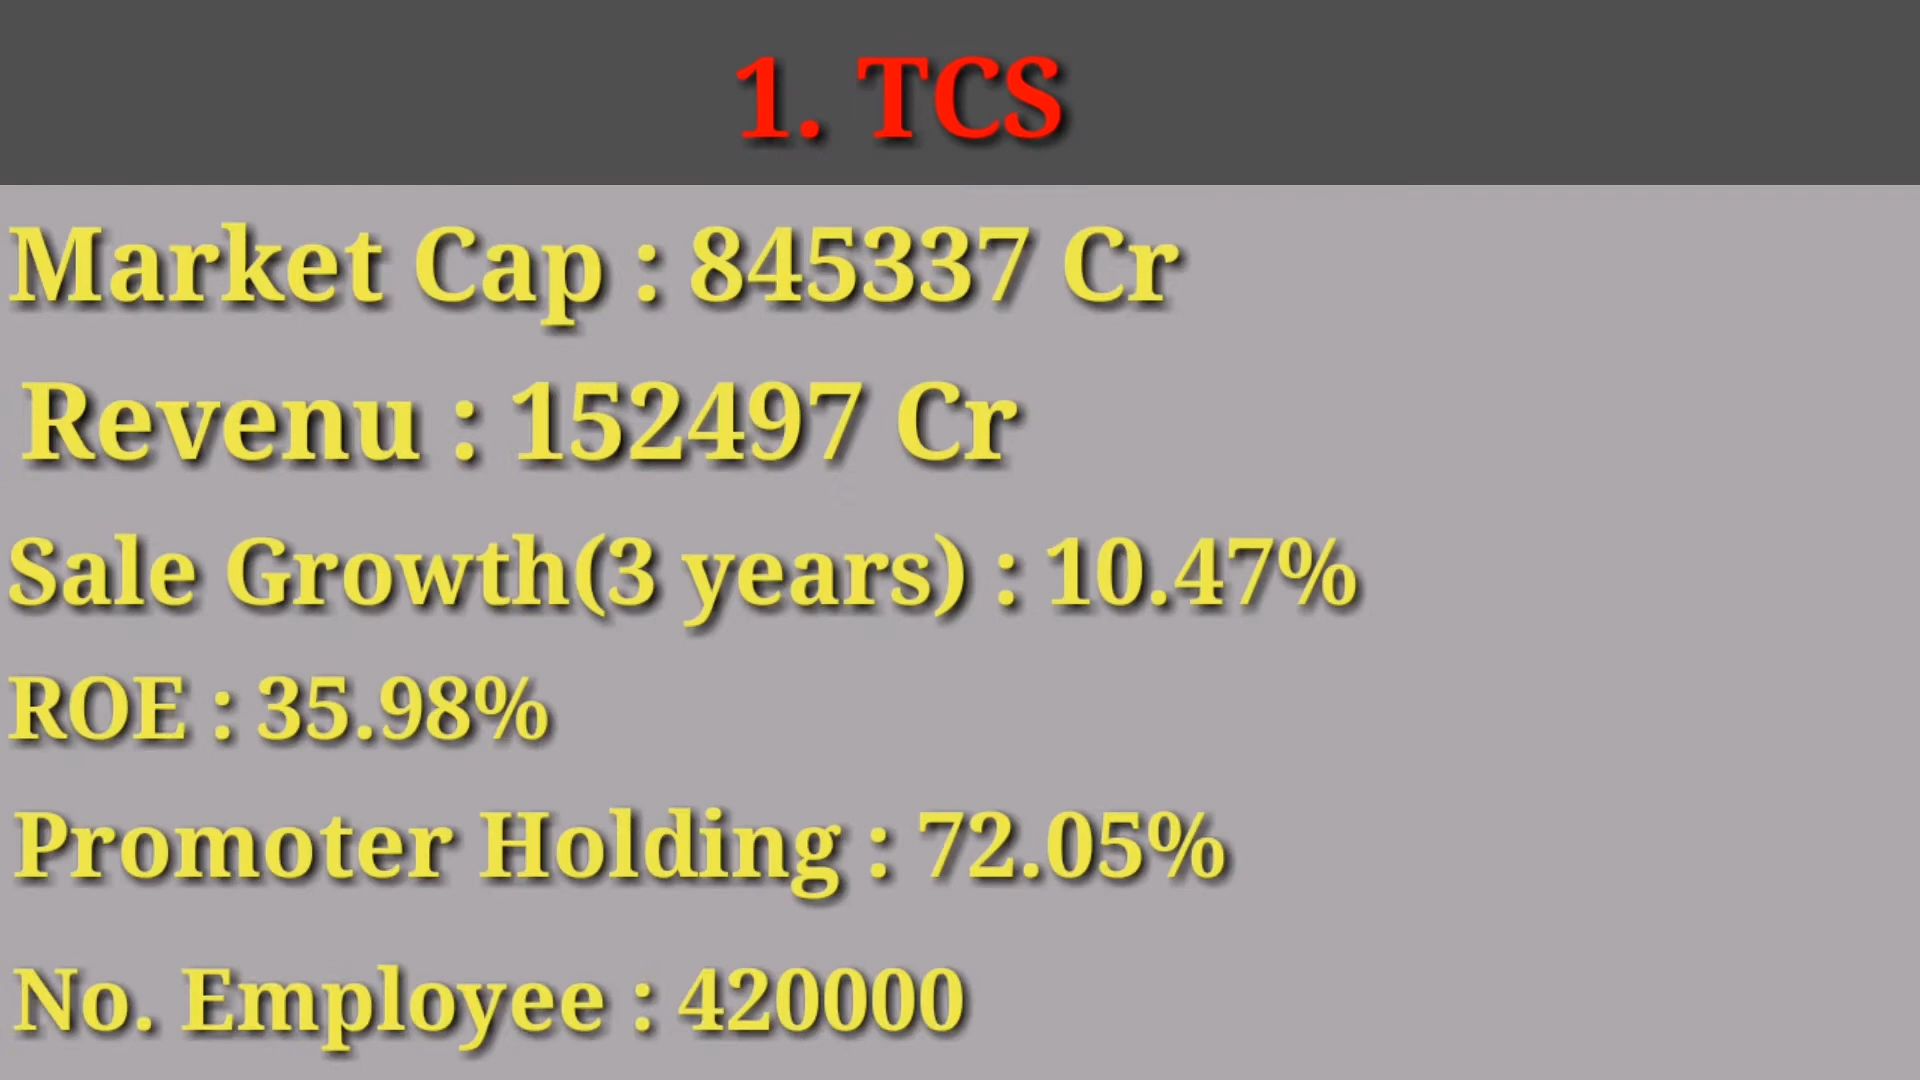 1. TCS
Market Cap : 845337 Cr
Revenu : 152497 Cr
Sale Growth(3 years) : 10.47%
ROE : 35.98%
Promoter Holding : 72.05%
No. Employee : 420000